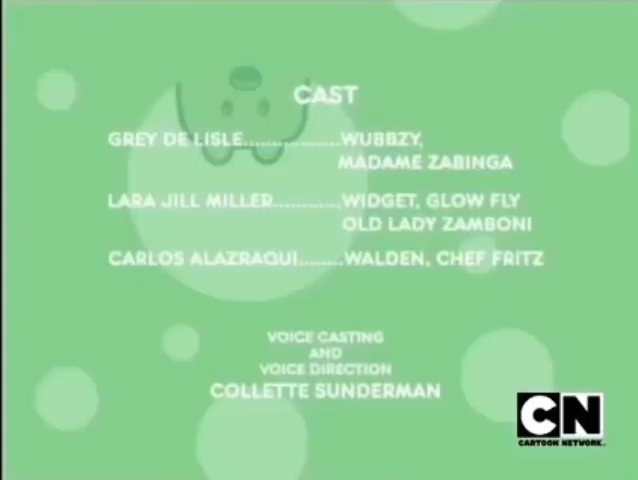 CAST
GREY DE LISLE.................WUBBZY,
MADAME ZABINGA
LARA JILL MILLER............WIDGET, GLOW FLY
OLD LADY ZAMBONI
CARLOS ALAZRAQUI........WALDEN, CHEF FRITZ
VOICE CASTING
AND
VOICE DIRECTION
COLLETTE SUNDERMAN
CN
CARTOON NETWORK